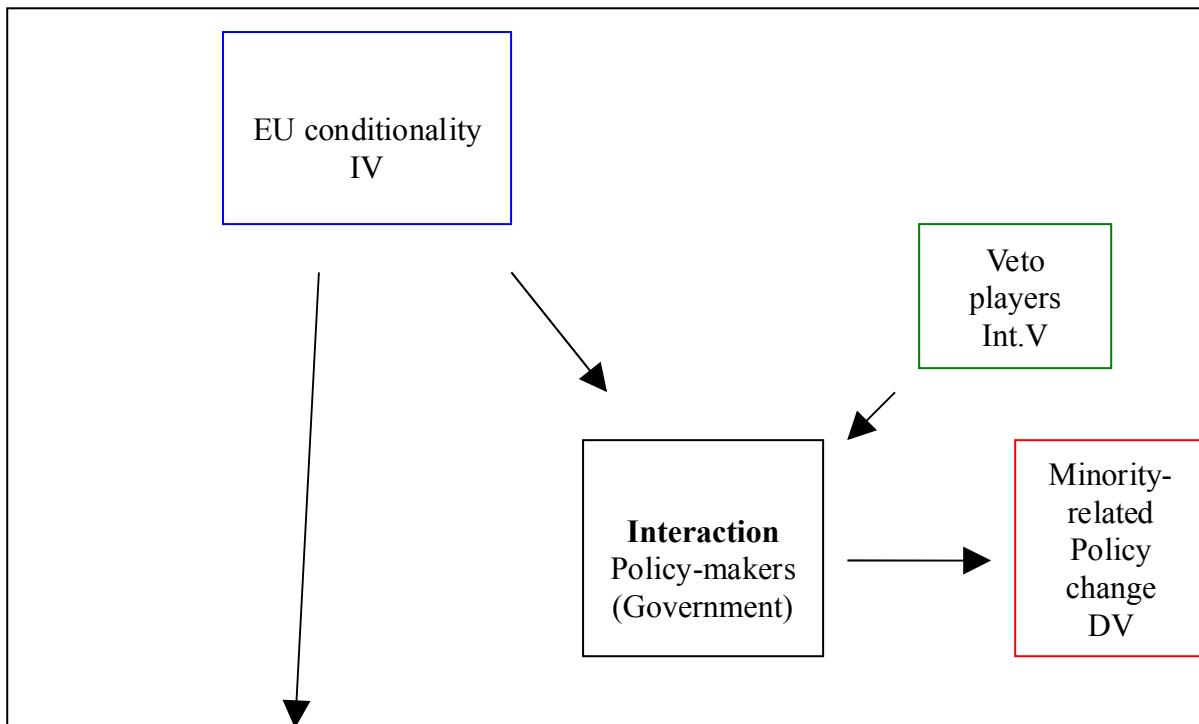 EU conditionality
IV
Veto
players
Int.V
Interaction
Policy-makers
(Government)
Minority-
related
Policy
change
DV